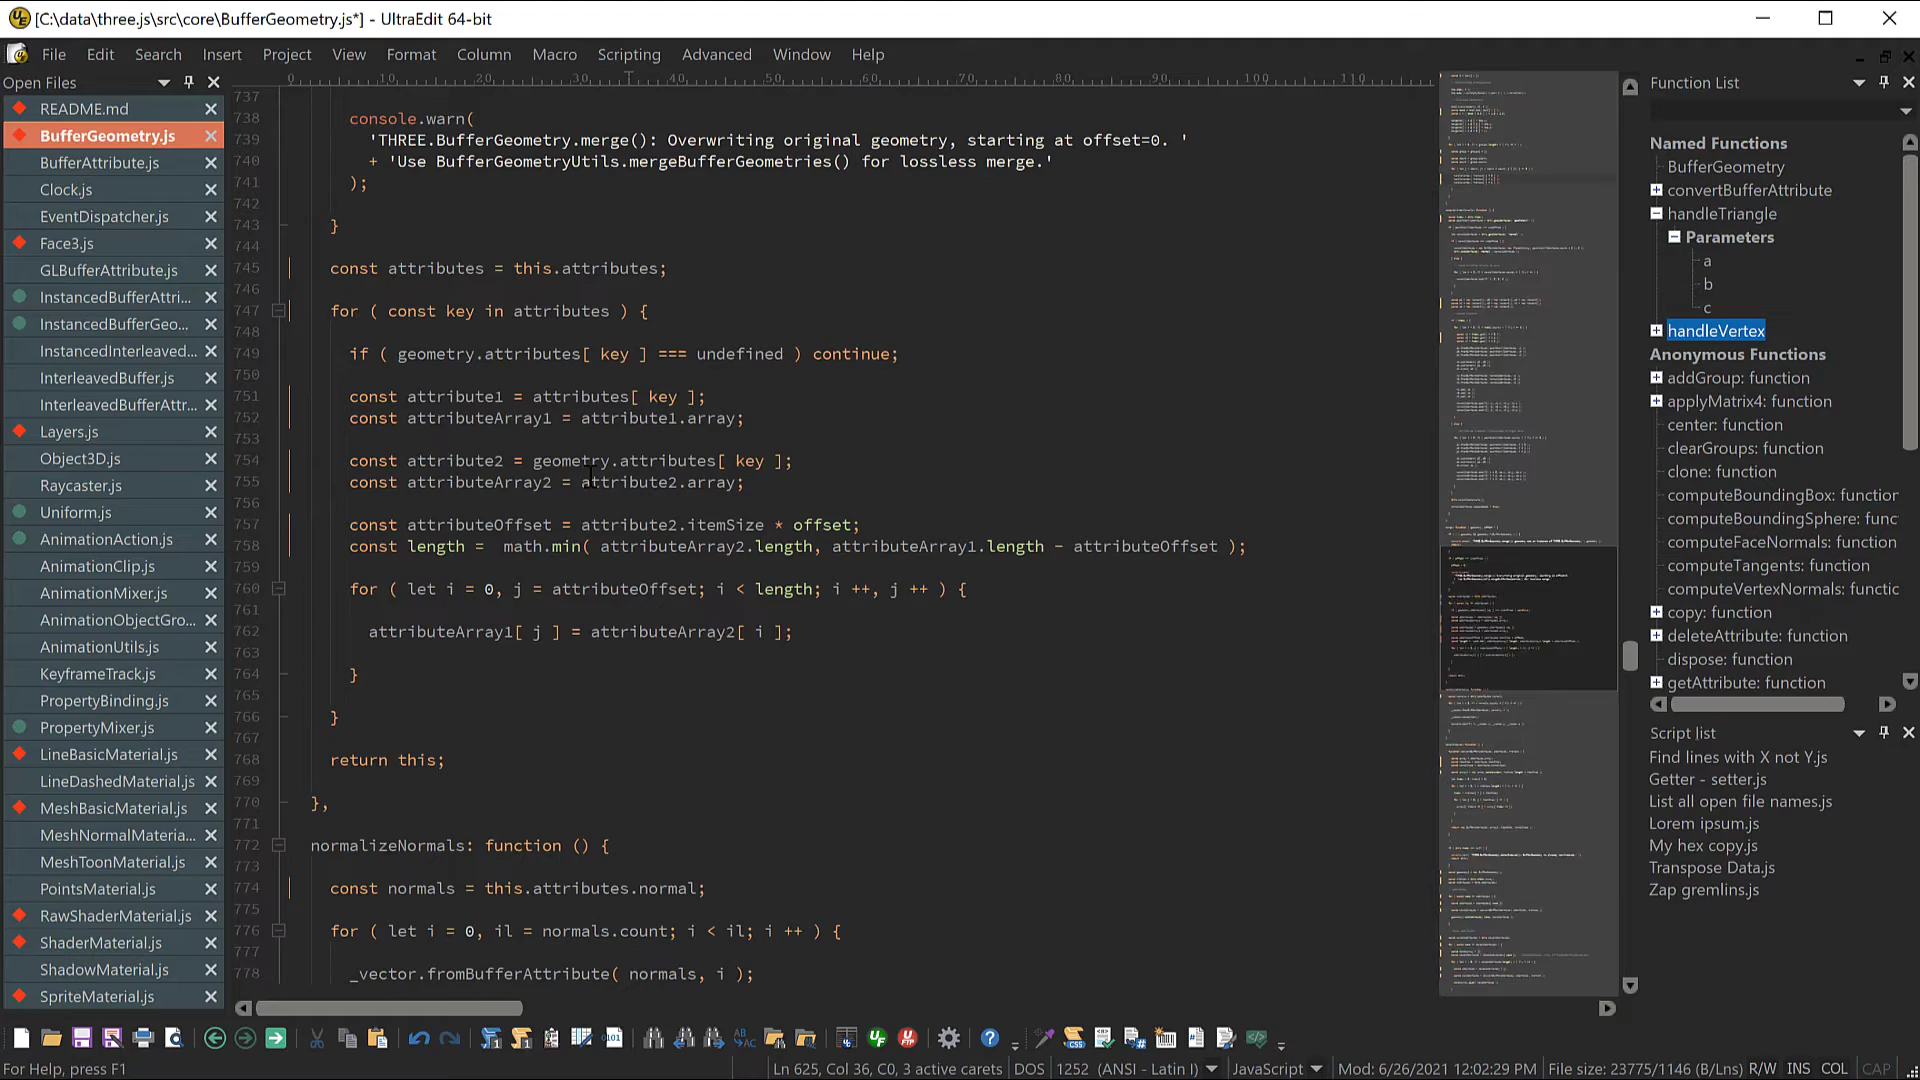 [C:\data\three.js\src\core\BufferGeometry.js*] - UltraEdit 64-bit
File Edit Search Insert Project View Format Column Macro Scripting Advanced Window Help
Open Files
README.md
BufferGeometry.js
BufferAttribute.js
Clock.js
EventDispatcher.js
Face3.js
GLBufferAttribute.js
InstancedBufferAttri...
InstancedBufferGeo...
InstancedInterleaved...
InterleavedBuffer.js
InterleavedBufferAttr...
Layers.js
Object3D.js
Raycaster.js
Uniform.js
AnimationAction.js
AnimationClip.js
AnimationMixer.js
AnimationObjectGro...
AnimationUtils.js
KeyframeTrack.js
PropertyBinding.js
PropertyMixer.js
LineBasicMaterial.js
LineDashedMaterial.js
MeshBasicMaterial.js
MeshNormalMateria...
MeshToonMaterial.js
PointsMaterial.js
RawShaderMaterial.js
ShaderMaterial.js
ShadowMaterial.js
SpriteMaterial.js
0 10 20 30 40 50 60 70 80 90 100 110
737
738 console.warn(
739 'THREE.BufferGeometry.merge(): Overwriting original geometry, starting at offset=0. '
740 + 'Use BufferGeometryUtils.mergeBufferGeometries() for lossless merge.'
741 );
742
743 }
744
745 const attributes = this.attributes;
746
747 for ( const key in attributes ) {
748
749 if ( geometry.attributes[ key ] === undefined ) continue;
750
751 const attribute1 = attributes[ key ];
752 const attributeArray1 = attribute1.array;
753
754 const attribute2 = geometry.attributes[ key ];
755 const attributeArray2 = attribute2.array;
756
757 const attributeOffset = attribute2.itemSize * offset;
758 const length =  math.min( attributeArray2.length, attributeArray1.length - attributeOffset );
759
760 for ( let i = 0, j = attributeOffset; i < length; i ++, j ++ ) {
761
762 attributeArray1[ j ] = attributeArray2[ i ];
763
764 }
765
766 }
767
768 return this;
769
770 },
771
772 normalizeNormals: function () {
773
774 const normals = this.attributes.normal;
775
776 for ( let i = 0, il = normals.count; i < il; i ++ ) {
777
778 _vector.fromBufferAttribute( normals, i );
Function List
Named Functions
BufferGeometry
convertBufferAttribute
handleTriangle
Parameters
a
b
c
handleVertex
Anonymous Functions
addGroup: function
applyMatrix4: function
center: function
clearGroups: function
clone: function
computeBoundingBox: function
computeBoundingSphere: func
computeFaceNormals: function
computeTangents: function
computeVertexNormals: functic
copy: function
deleteAttribute: function
dispose: function
getAttribute: function
Script list
Find lines with X not Y.js
Getter - setter.js
List all open file names.js
Lorem ipsum.js
My hex copy.js
Transpose Data.js
Zap gremlins.js
For Help, press F1
Ln 625, Col 36, C0, 3 active carets DOS 1252 (ANSI - Latin I) JavaScript Mod: 6/26/2021 12:02:29 PM File size: 23775/1146 (B/Lns) R/W INS COL CAP